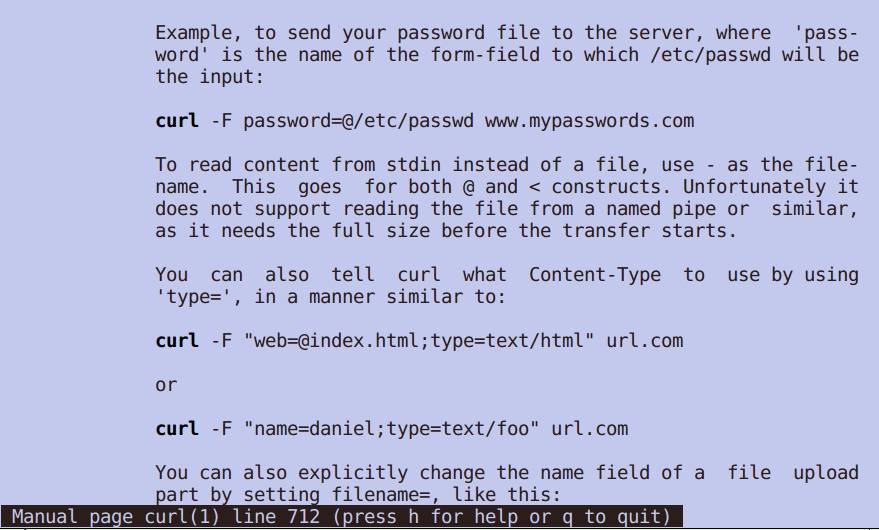 Example, to send your password file to the server, where 'pass-
word' is the name of the form-field to which /etc/passwd will be
the input:
curl -F password=@/etc/passwd www.mypasswords.com
To read content from stdin instead of a file, use - as the file-
name. This goes for both @ and < constructs. Unfortunately it
does not support reading the file from a named pipe or similar,
as it needs the full size before the transfer starts.
You can also tell curl what Content-Type to use by using
'type=', in a manner similar to:
curl -F "web=@index.html;type=text/html" url.com
or
curl -F "name=daniel;type=text/foo" url.com
You can also explicitly change the name field of a file upload
part by setting filename=, like this:
Manual page curl(1) line 712 (press h for help or q to quit)